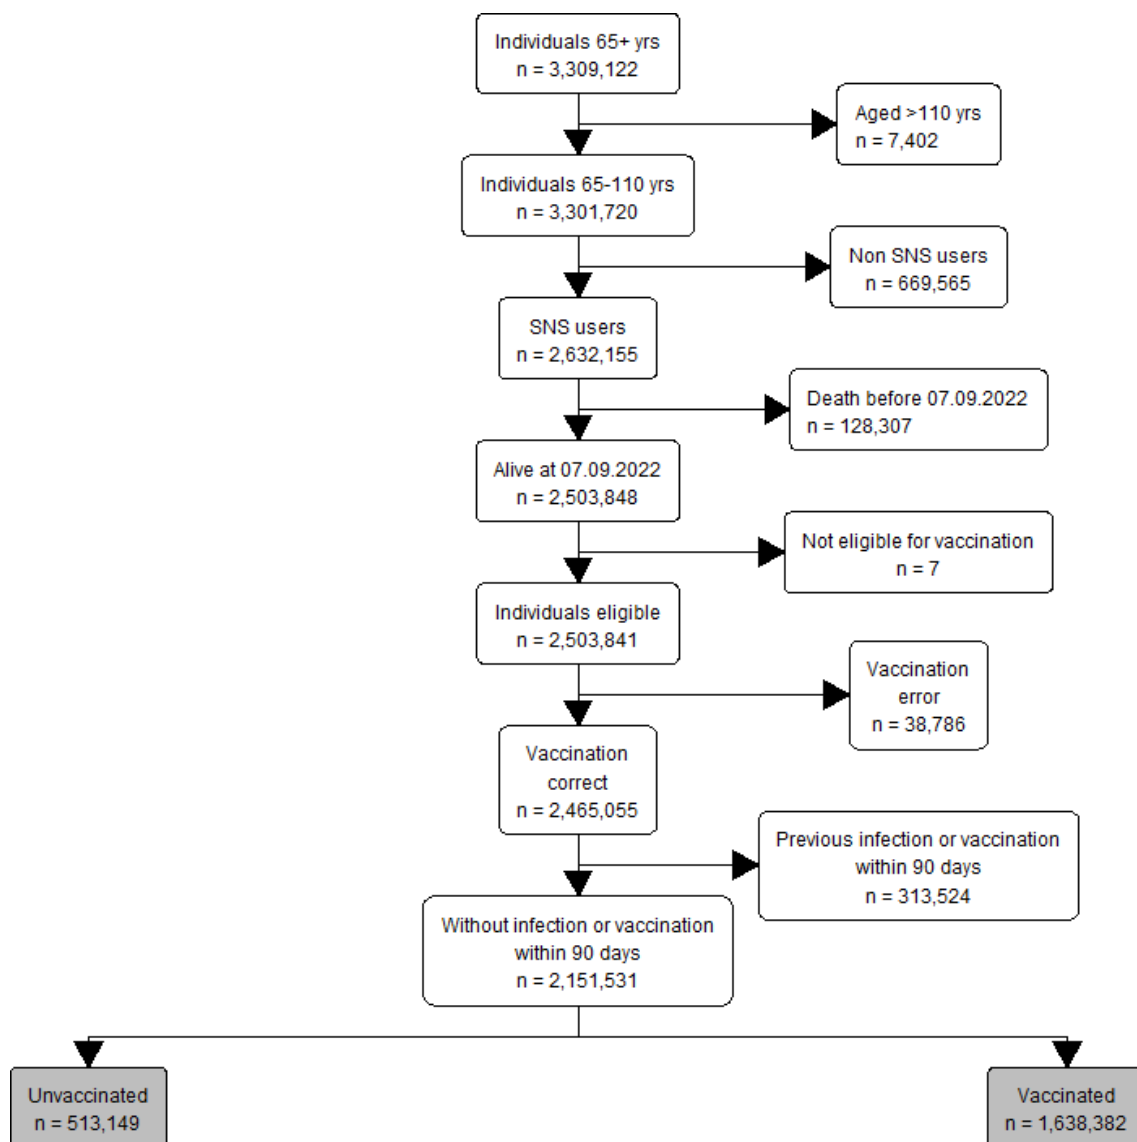 Individuals 65+ yrs
n = 3,309,122
Aged >110 yrs
n = 7,402
Individuals 65-110 yrs
n = 3,301,720
Non SNS users
n = 669,565
SNS users
n = 2,632,155
Death before 07.09.2022
n = 128,307
Alive at 07.09.2022
n = 2,503,848
Not eligible for vaccination
n = 7
Individuals eligible
n = 2,503,841
Vaccination
error
n = 38,786
Vaccination
correct
n = 2,465,055
Previous infection or vaccination
within 90 days
n = 313,524
Without infection or vaccination
within 90 days
n = 2,151,531
Unvaccinated
n = 513,149
Vaccinated
n = 1,638,382